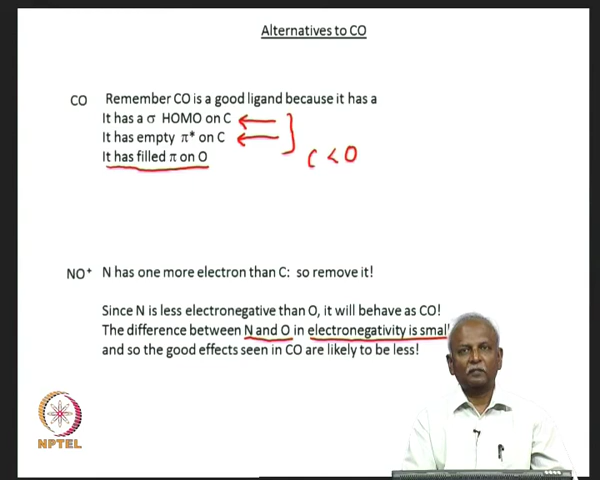 Alternatives to CO
CO Remember CO is a good ligand because it has a
It has a σ HOMO on C
It has empty π* on C
It has filled π on O
C < O
NO⁺ N has one more electron than C: so remove it!
Since N is less electronegative than O, it will behave as CO!
The difference between N and O in electronegativity is small
and so the good effects seen in CO are likely to be less!
NPTEL